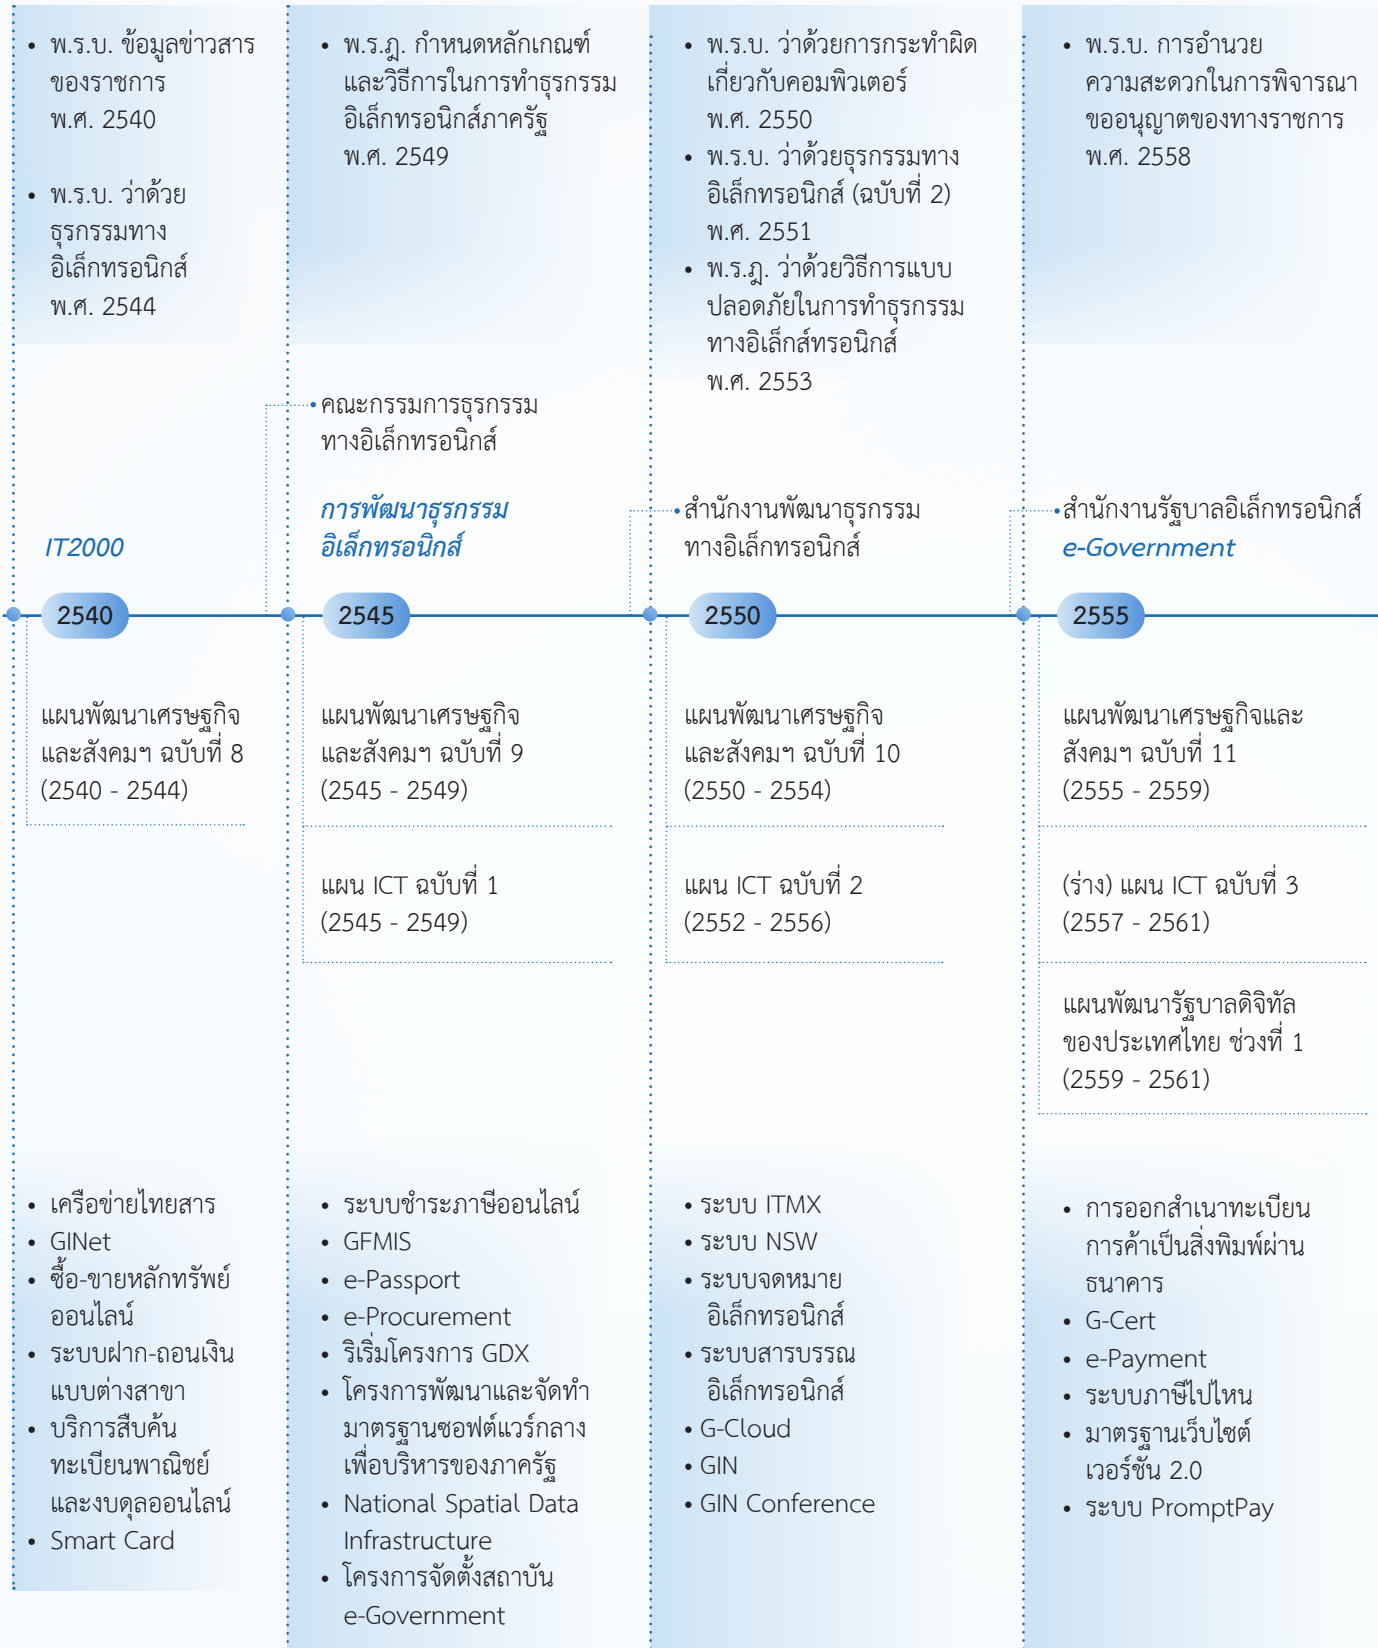 • พ.ร.บ. ข้อมูลข่าวสาร
ของราชการ
พ.ศ. 2540
• พ.ร.บ. ว่าด้วย
ธุรกรรมทาง
อิเล็กทรอนิกส์
พ.ศ. 2544
• พ.ร.ฎ. กำหนดหลักเกณฑ์
และวิธีการในการทำธุรกรรม
อิเล็กทรอนิกส์ภาครัฐ
พ.ศ. 2549
• พ.ร.บ. ว่าด้วยการกระทำผิด
เกี่ยวกับคอมพิวเตอร์
พ.ศ. 2550
• พ.ร.บ. ว่าด้วยธุรกรรมทาง
อิเล็กทรอนิกส์ (ฉบับที่ 2)
พ.ศ. 2551
• พ.ร.ฎ. ว่าด้วยวิธีการแบบ
ปลอดภัยในการทำธุรกรรม
ทางอิเล็กส์ทรอนิกส์
พ.ศ. 2553
• พ.ร.บ. การอำนวย
ความสะดวกในการพิจารณา
ขออนุญาตของทางราชการ
พ.ศ. 2558
• คณะกรรมการธุรกรรม
ทางอิเล็กทรอนิกส์
IT2000
การพัฒนาธุรกรรม
อิเล็กทรอนิกส์
• สำนักงานพัฒนาธุรกรรม
ทางอิเล็กทรอนิกส์
• สำนักงานรัฐบาลอิเล็กทรอนิกส์
e-Government
2540
2545
2550
2555
แผนพัฒนาเศรษฐกิจ
และสังคมฯ ฉบับที่ 8
(2540 - 2544)
แผนพัฒนาเศรษฐกิจ
และสังคมฯ ฉบับที่ 9
(2545 - 2549)
แผน ICT ฉบับที่ 1
(2545 - 2549)
แผนพัฒนาเศรษฐกิจ
และสังคมฯ ฉบับที่ 10
(2550 - 2554)
แผน ICT ฉบับที่ 2
(2552 - 2556)
แผนพัฒนาเศรษฐกิจและ
สังคมฯ ฉบับที่ 11
(2555 - 2559)
(ร่าง) แผน ICT ฉบับที่ 3
(2557 - 2561)
แผนพัฒนารัฐบาลดิจิทัล
ของประเทศไทย ช่วงที่ 1
(2559 - 2561)
• เครือข่ายไทยสาร
• GINet
• ซื้อ-ขายหลักทรัพย์
ออนไลน์
• ระบบฝาก-ถอนเงิน
แบบต่างสาขา
• บริการสืบค้น
ทะเบียนพาณิชย์
และงบดุลออนไลน์
• Smart Card
• ระบบชำระภาษีออนไลน์
• GFMIS
• e-Passport
• e-Procurement
• ริเริ่มโครงการ GDX
• โครงการพัฒนาและจัดทำ
มาตรฐานซอฟต์แวร์กลาง
เพื่อบริหารของภาครัฐ
• National Spatial Data
Infrastructure
• โครงการจัดตั้งสถาบัน
e-Government
• ระบบ ITMX
• ระบบ NSW
• ระบบจดหมาย
อิเล็กทรอนิกส์
• ระบบสารบรรณ
อิเล็กทรอนิกส์
• G-Cloud
• GIN
• GIN Conference
• การออกสำเนาทะเบียน
การค้าเป็นสิ่งพิมพ์ผ่าน
ธนาคาร
• G-Cert
• e-Payment
• ระบบภาษีไปไหน
• มาตรฐานเว็บไซต์
เวอร์ชัน 2.0
• ระบบ PromptPay